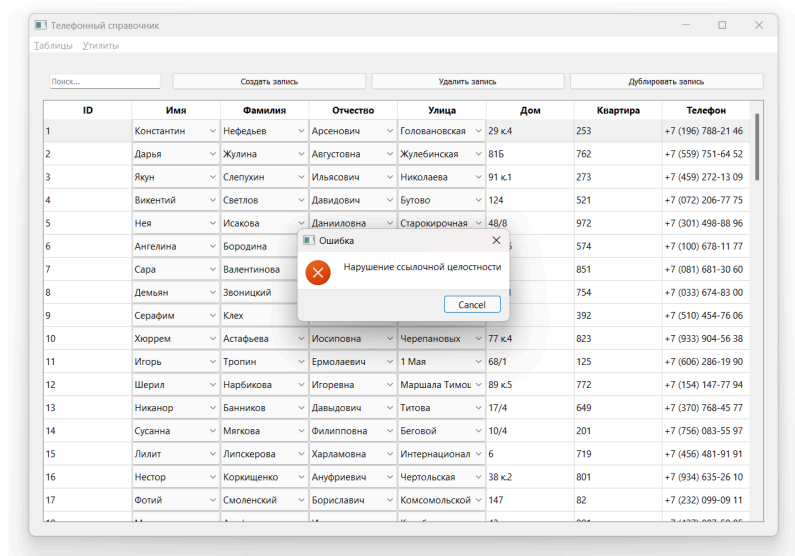 Телефонный справочник
Таблицы Утилиты
Поиск... Создать запись Удалить запись Дублировать запись
ID Имя Фамилия Отчество Улица Дом Квартира Телефон
1 Константин Нефедьев Арсенович Головановская 29 к.4 253 +7 (196) 788-21 46
2 Дарья Жулина Августовна Жулебинская 81Б 762 +7 (559) 751-64 52
3 Якун Слепухин Ильясович Николаева 91 к.1 273 +7 (459) 272-13 09
4 Викентий Светлов Давидович Бутово 124 521 +7 (072) 206-77 75
5 Нея Исакова Данииловна Старокирочная 48/8 972 +7 (301) 498-88 96
6 Ангелина Бородина 574 +7 (100) 678-11 77
7 Сара Валентинова 851 +7 (081) 681-30 60
8 Демьян Звоницкий 754 +7 (033) 674-83 00
9 Серафим Клех 392 +7 (510) 454-76 06
Ошибка
Нарушение ссылочной целостности
Cancel
10 Хюррем Астафьева Иосиповна Черепановых 77 к.4 823 +7 (933) 904-56 38
11 Игорь Тропин Ермолаевич 1 Мая 68/1 125 +7 (606) 286-19 90
12 Шерил Нарбикова Игоревна Маршала Тимош 89 к.5 772 +7 (154) 147-77 94
13 Никанор Банников Давыдович Титова 17/4 649 +7 (370) 768-45 77
14 Сусанна Мягкова Филипповна Беговой 10/4 201 +7 (756) 083-55 97
15 Лилит Липскерова Харламовна Интернационал 6 719 +7 (456) 481-91 91
16 Нестор Коркищенко Ануфриевич Чертольская 38 к.2 801 +7 (934) 635-26 10
17 Фотий Смоленский Бориславич Комсомольской 147 82 +7 (232) 099-09 11